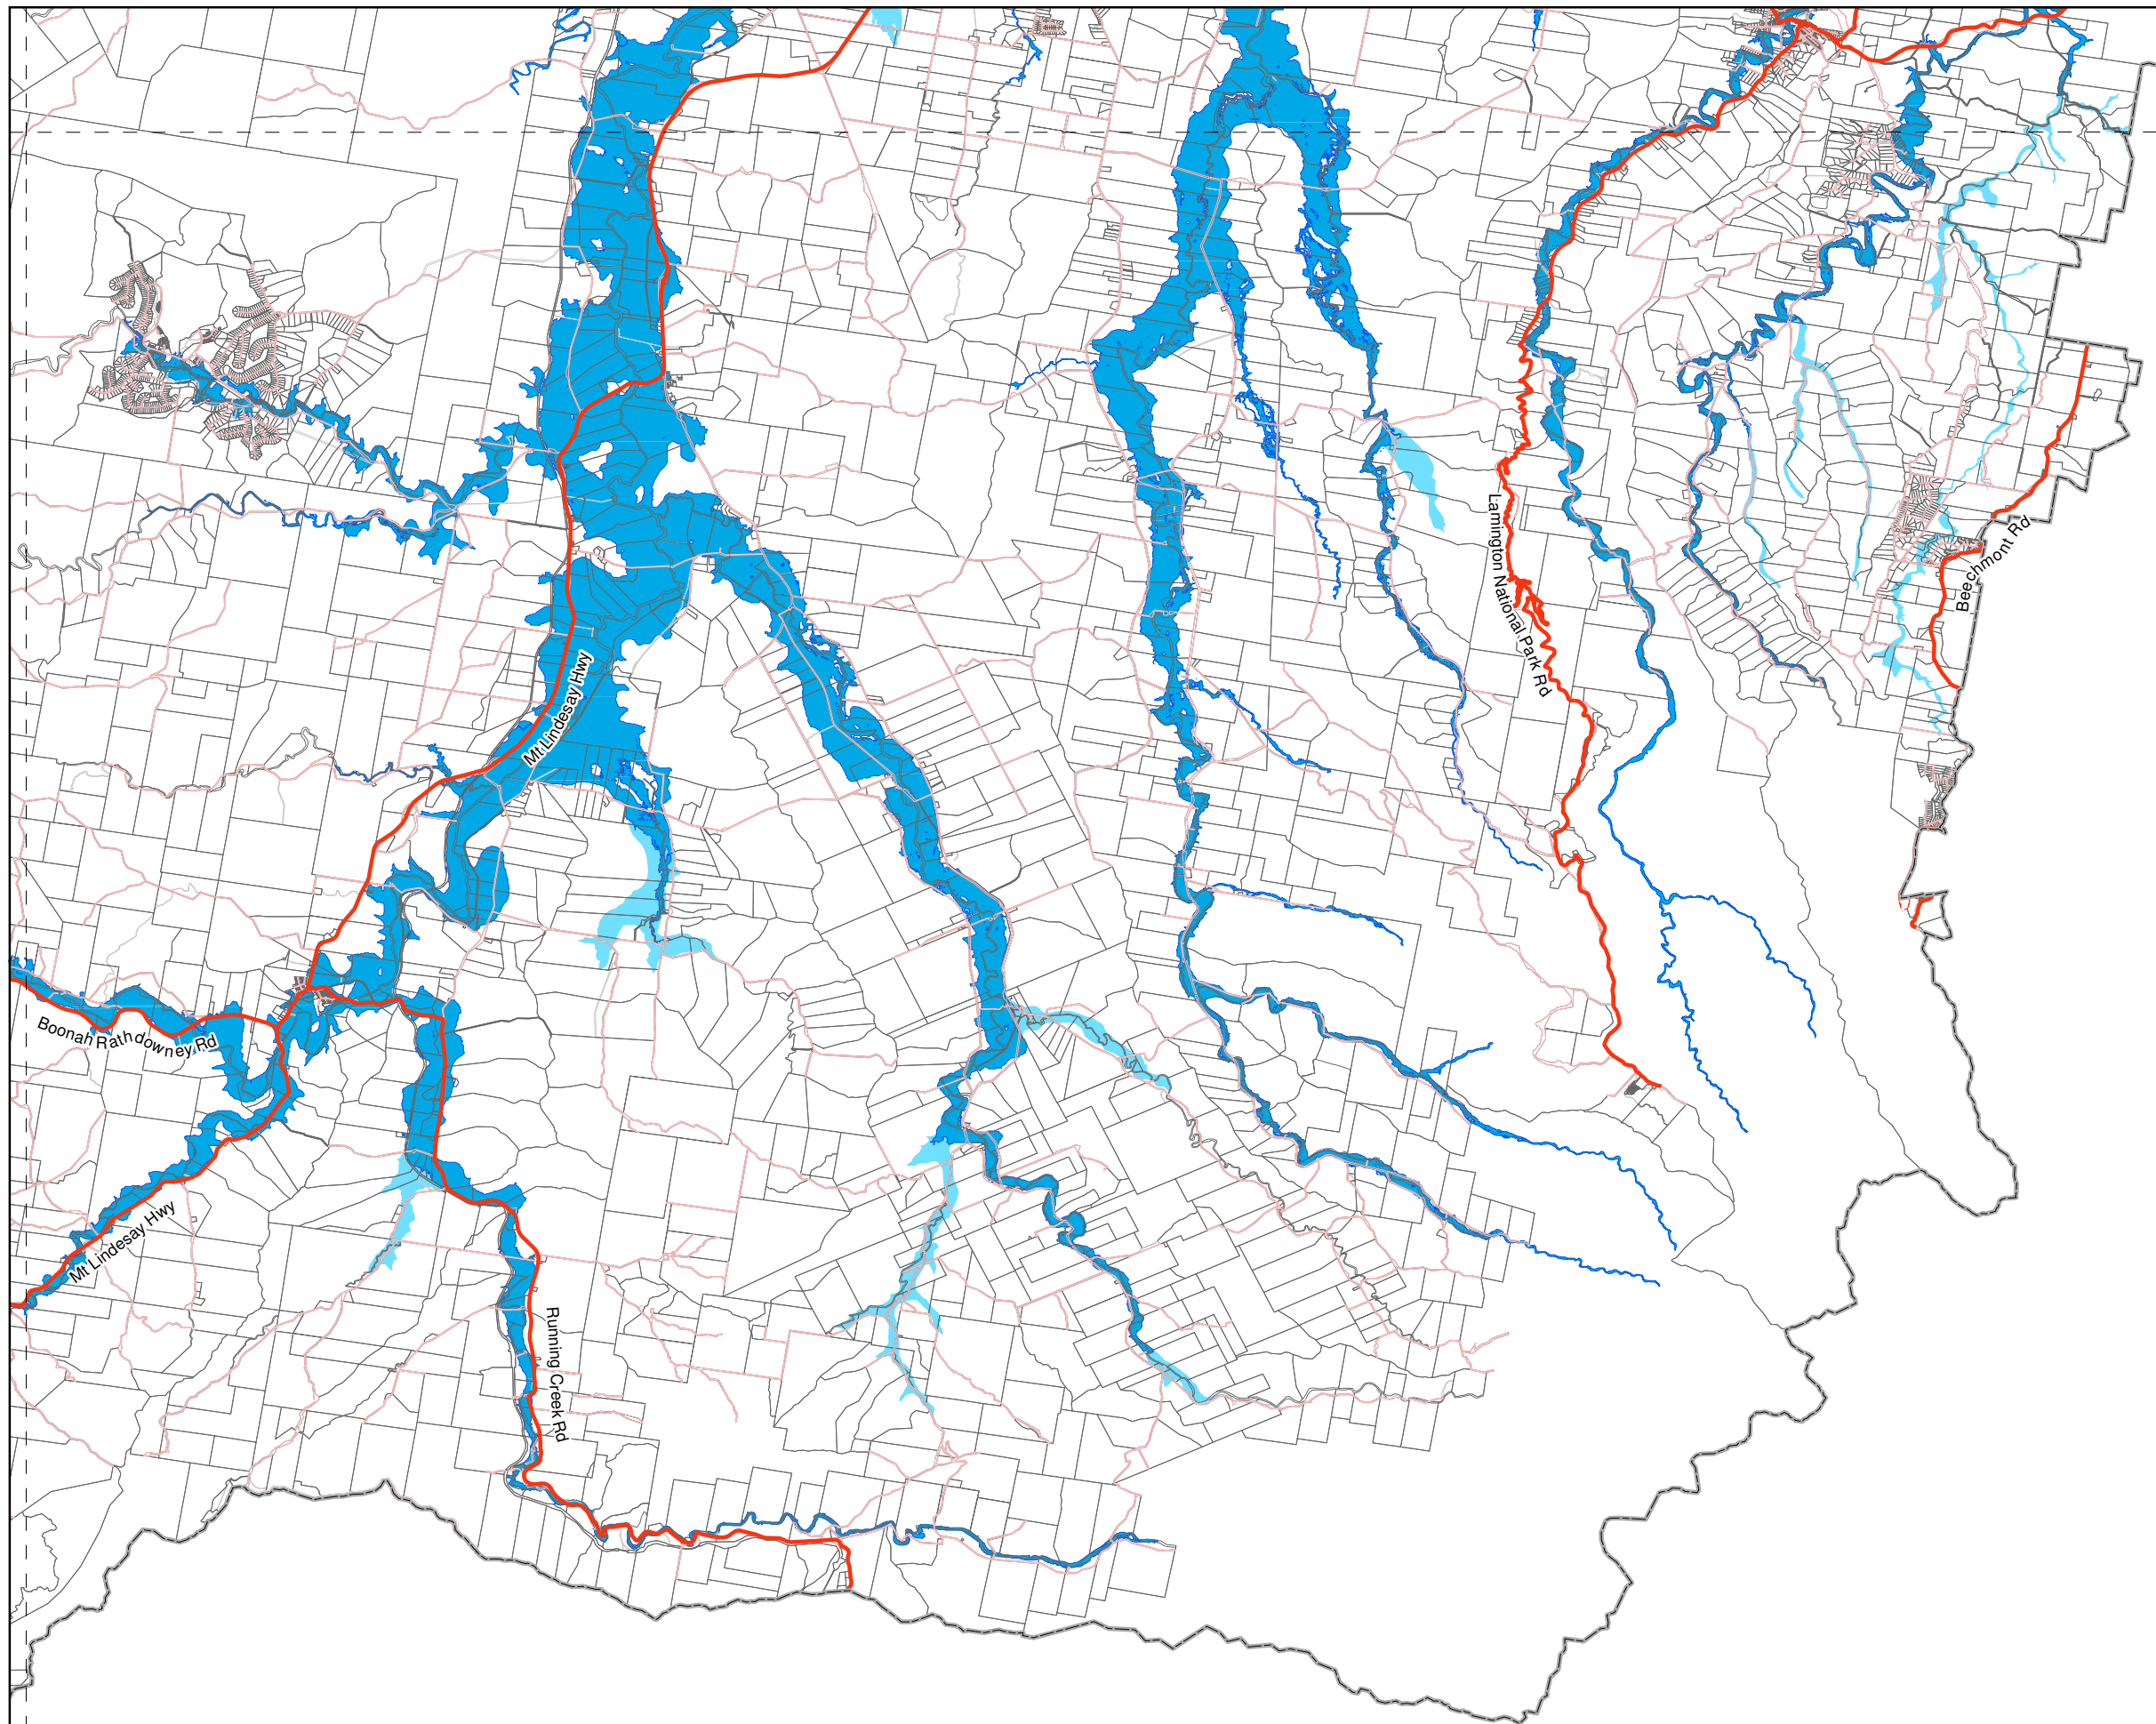 Lamington National Park Rd
Beechmont Rd
Mt Lindesay Hwy
Boonah Rathdowney Rd
Mt Lindesay Hwy
Running Creek Rd